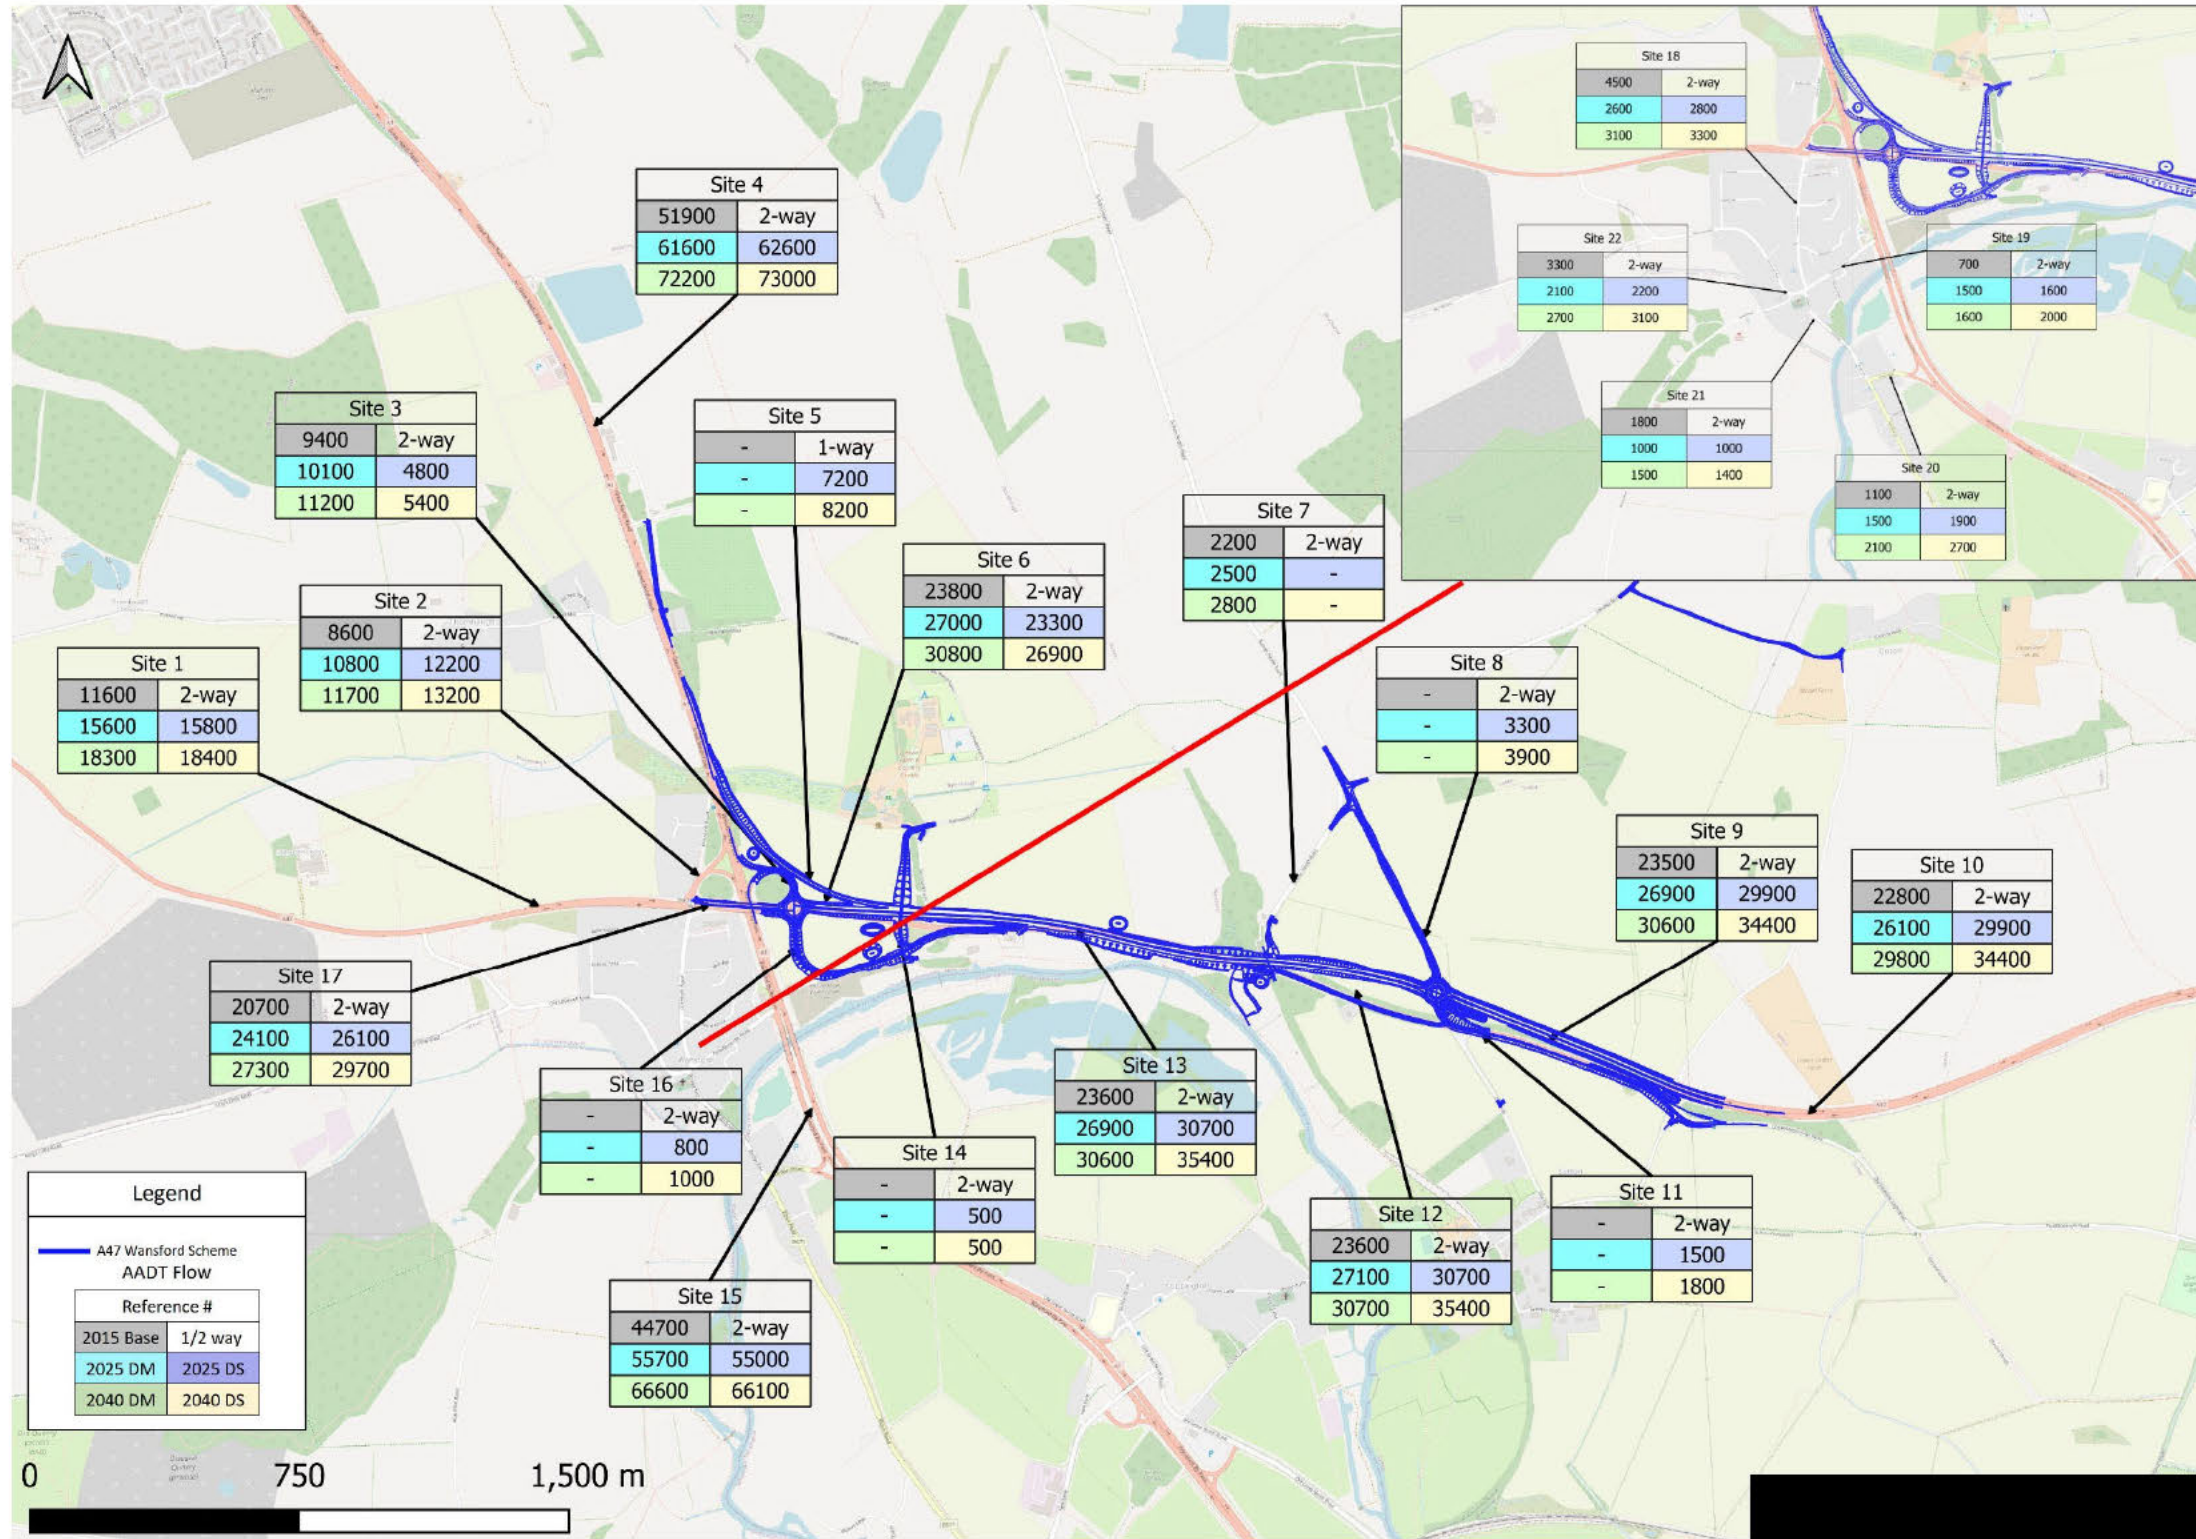 Site 18
4500 2-way
2600 2800
3100 3300
Site 22
3300 2-way
2100 2200
2700 3100
Site 19
700 2-way
1500 1600
1600 2000
Site 21
1800 2-way
1000 1000
1500 1400
Site 20
1100 2-way
1500 1900
2100 2700
Site 4
51900 2-way
61600 62600
72200 73000
Site 3
9400 2-way
10100 4800
11200 5400
Site 5
- 1-way
- 7200
- 8200
Site 7
2200 2-way
2500 -
2800 -
Site 6
23800 2-way
27000 23300
30800 26900
Site 2
8600 2-way
10800 12200
11700 13200
Site 1
11600 2-way
15600 15800
18300 18400
Site 8
- 2-way
- 3300
- 3900
Site 9
23500 2-way
26900 29900
30600 34400
Site 10
22800 2-way
26100 29900
29800 34400
Site 17
20700 2-way
24100 26100
27300 29700
Site 16
- 2-way
- 800
- 1000
Site 13
23600 2-way
26900 30700
30600 35400
Site 14
- 2-way
- 500
- 500
Site 12
23600 2-way
27100 30700
30700 35400
Site 11
- 2-way
- 1500
- 1800
Site 15
44700 2-way
55700 55000
66600 66100
Legend
A47 Wansford Scheme
AADT Flow
Reference #
2015 Base 1/2 way
2025 DM 2025 DS
2040 DM 2040 DS
0 750 1,500 m